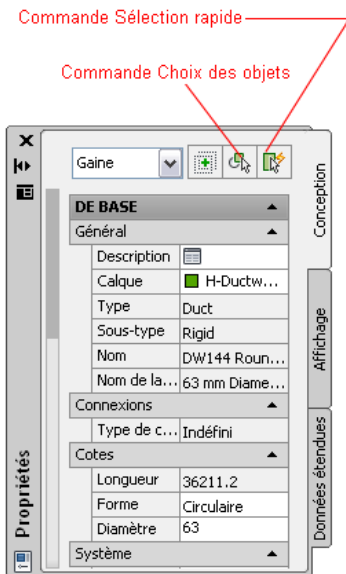 Commande Sélection rapide
Commande Choix des objets
Gaine
DE BASE
Général
Description
Calque H-Ductw...
Type Duct
Sous-type Rigid
Nom DW144 Roun...
Nom de la... 63 mm Diame...
Connexions
Type de c... Indéfini
Cotes
Longueur 36211.2
Forme Circulaire
Diamètre 63
Système
Conception
Affichage
Données étendues
Propriétés